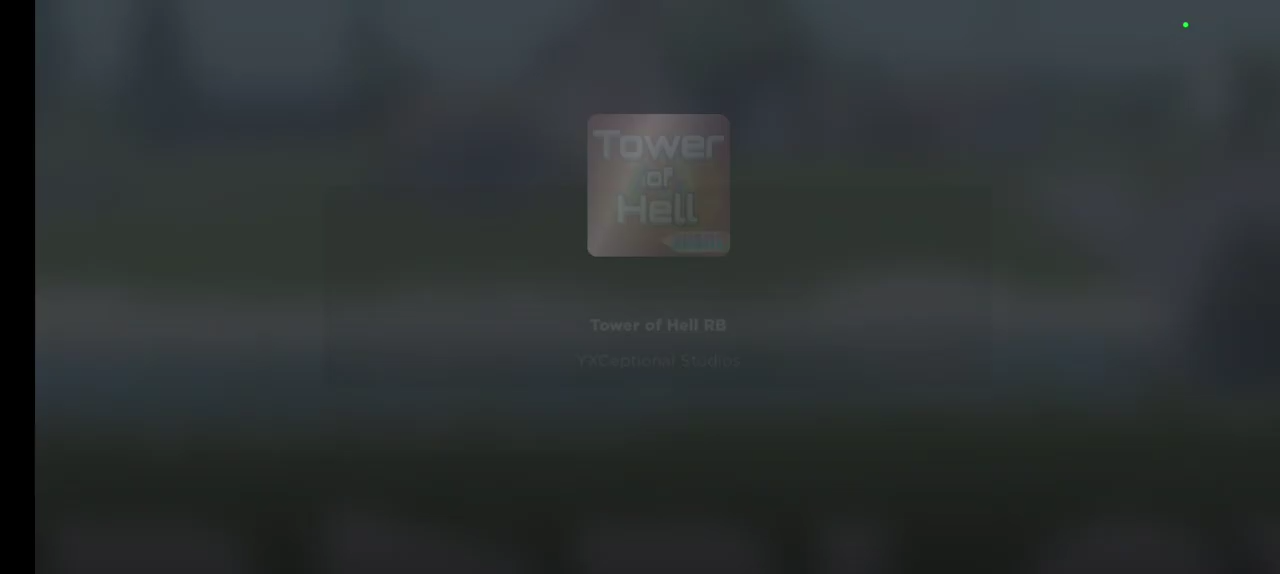 Tower
of
Hell
Tower of Hell RB
YXCeptional Studios